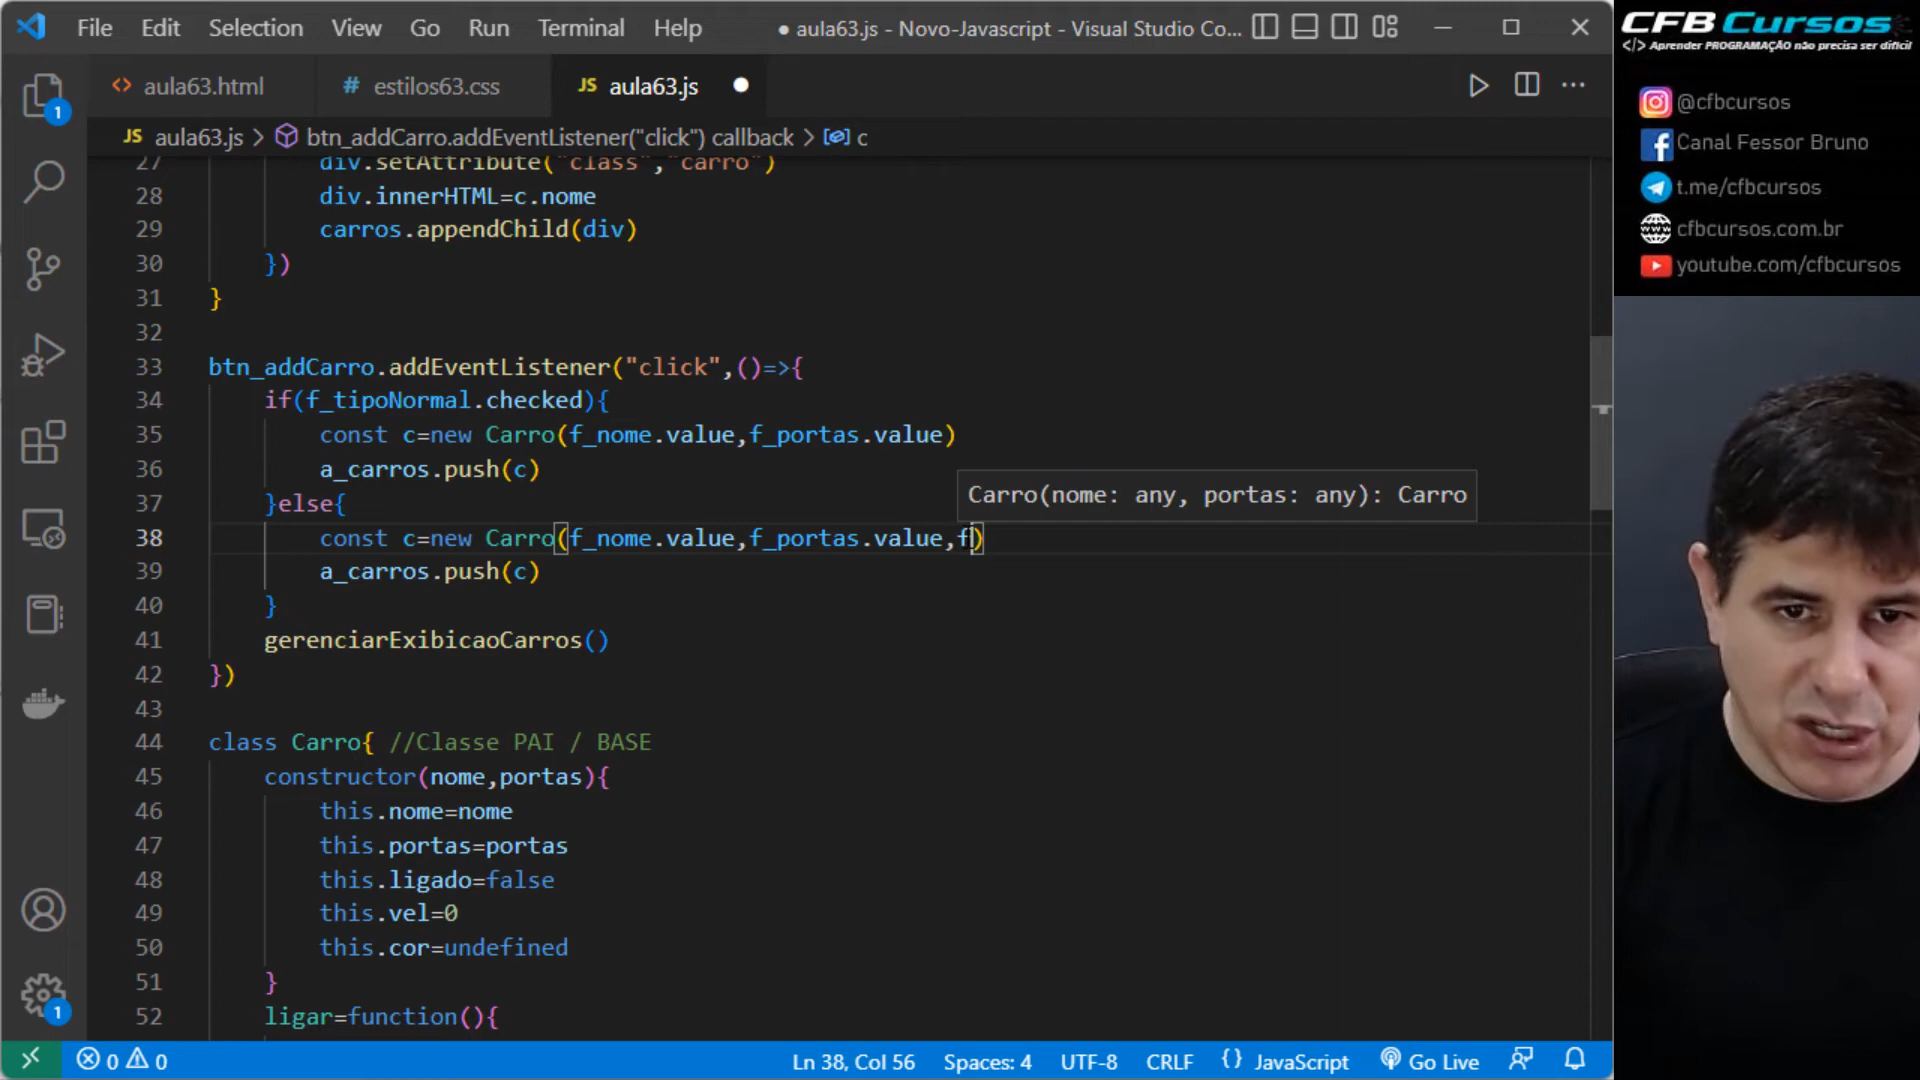 File Edit Selection View Go Run Terminal Help
● aula63.js - Novo-Javascript - Visual Studio Co...
<> aula63.html
# estilos63.css
JS aula63.js ●
JS aula63.js > btn_addCarro.addEventListener("click") callback > c
27 div.setAttribute("class","carro")
28 div.innerHTML=c.nome
29 carros.appendChild(div)
30 })
31 }
32
33 btn_addCarro.addEventListener("click",()=>{
34 if(f_tipoNormal.checked){
35 const c=new Carro(f_nome.value,f_portas.value)
36 a_carros.push(c)
37 }else{
Carro(nome: any, portas: any): Carro
38 const c=new Carro(f_nome.value,f_portas.value,f)
39 a_carros.push(c)
40 }
41 gerenciarExibicaoCarros()
42 })
43
44 class Carro{ //Classe PAI / BASE
45 constructor(nome,portas){
46 this.nome=nome
47 this.portas=portas
48 this.ligado=false
49 this.vel=0
50 this.cor=undefined
51 }
52 ligar=function(){
1
1
0 0
Ln 38, Col 56 Spaces: 4 UTF-8 CRLF {} JavaScript Go Live
CFB Cursos
</> Aprender PROGRAMAÇÃO não precisa ser difícil
@cfbcursos
Canal Fessor Bruno
t.me/cfbcursos
cfbcursos.com.br
youtube.com/cfbcursos